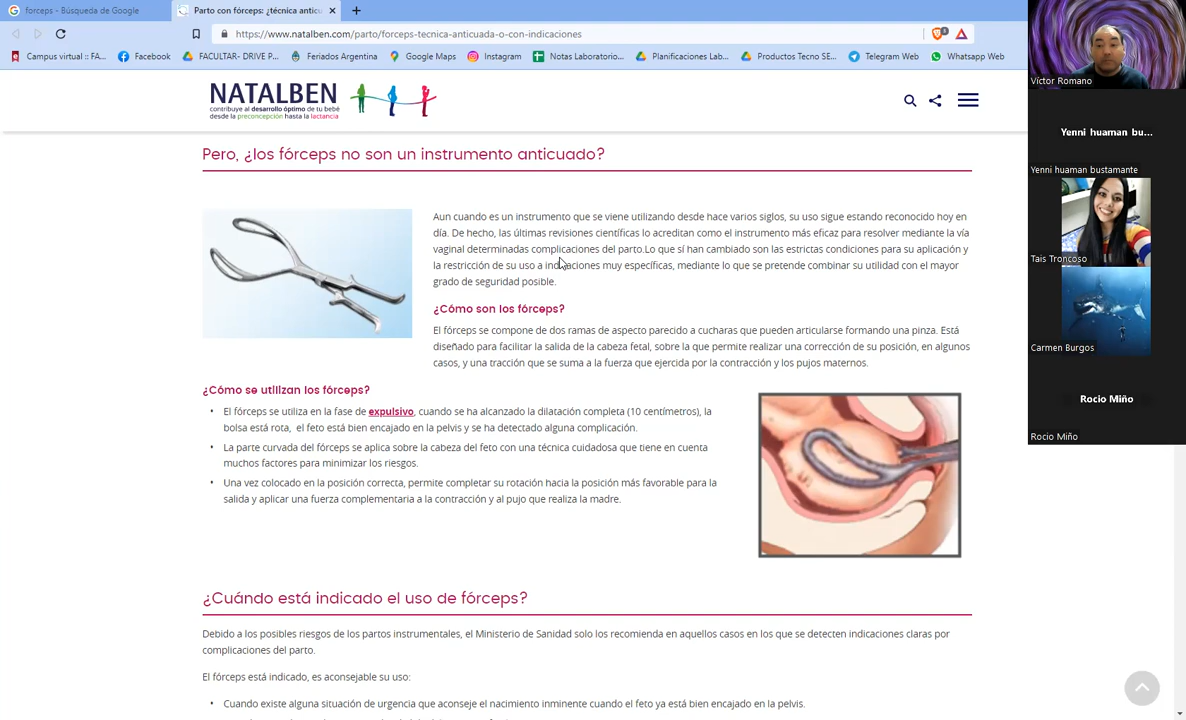 forceps - Búsqueda de Google
Parto con fórceps: ¿técnica anticu
https://www.natalben.com/parto/forceps-tecnica-anticuada-o-con-indicaciones
Campus virtual :: FA... Facebook FACULTAR- DRIVE P... Feriados Argentina Google Maps Instagram Notas Laboratorio... Planificaciones Lab... Productos Tecno SE... Telegram Web Whatsapp Web
NATALBEN
contribuye al desarrollo óptimo de tu bebé
desde la preconcepción hasta la lactancia
Pero, ¿los fórceps no son un instrumento anticuado?
Aun cuando es un instrumento que se viene utilizando desde hace varios siglos, su uso sigue estando reconocido hoy en
día. De hecho, las últimas revisiones científicas lo acreditan como el instrumento más eficaz para resolver mediante la vía
vaginal determinadas complicaciones del parto.Lo que sí han cambiado son las estrictas condiciones para su aplicación y
la restricción de su uso a indicaciones muy específicas, mediante lo que se pretende combinar su utilidad con el mayor
grado de seguridad posible.
¿Cómo son los fórceps?
El fórceps se compone de dos ramas de aspecto parecido a cucharas que pueden articularse formando una pinza. Está
diseñado para facilitar la salida de la cabeza fetal, sobre la que permite realizar una corrección de su posición, en algunos
casos, y una tracción que se suma a la fuerza que ejercida por la contracción y los pujos maternos.
¿Cómo se utilizan los fórceps?
• El fórceps se utiliza en la fase de expulsivo, cuando se ha alcanzado la dilatación completa (10 centímetros), la
bolsa está rota, el feto está bien encajado en la pelvis y se ha detectado alguna complicación.
• La parte curvada del fórceps se aplica sobre la cabeza del feto con una técnica cuidadosa que tiene en cuenta
muchos factores para minimizar los riesgos.
• Una vez colocado en la posición correcta, permite completar su rotación hacia la posición más favorable para la
salida y aplicar una fuerza complementaria a la contracción y al pujo que realiza la madre.
¿Cuándo está indicado el uso de fórceps?
Debido a los posibles riesgos de los partos instrumentales, el Ministerio de Sanidad solo los recomienda en aquellos casos en los que se detecten indicaciones claras por
complicaciones del parto.
El fórceps está indicado, es aconsejable su uso:
• Cuando existe alguna situación de urgencia que aconseje el nacimiento inminente cuando el feto ya está bien encajado en la pelvis.
Víctor Romano
Yenni huaman bu...
Yenni huaman bustamante
Tais Troncoso
Carmen Burgos
Rocio Miño
Rocio Miño